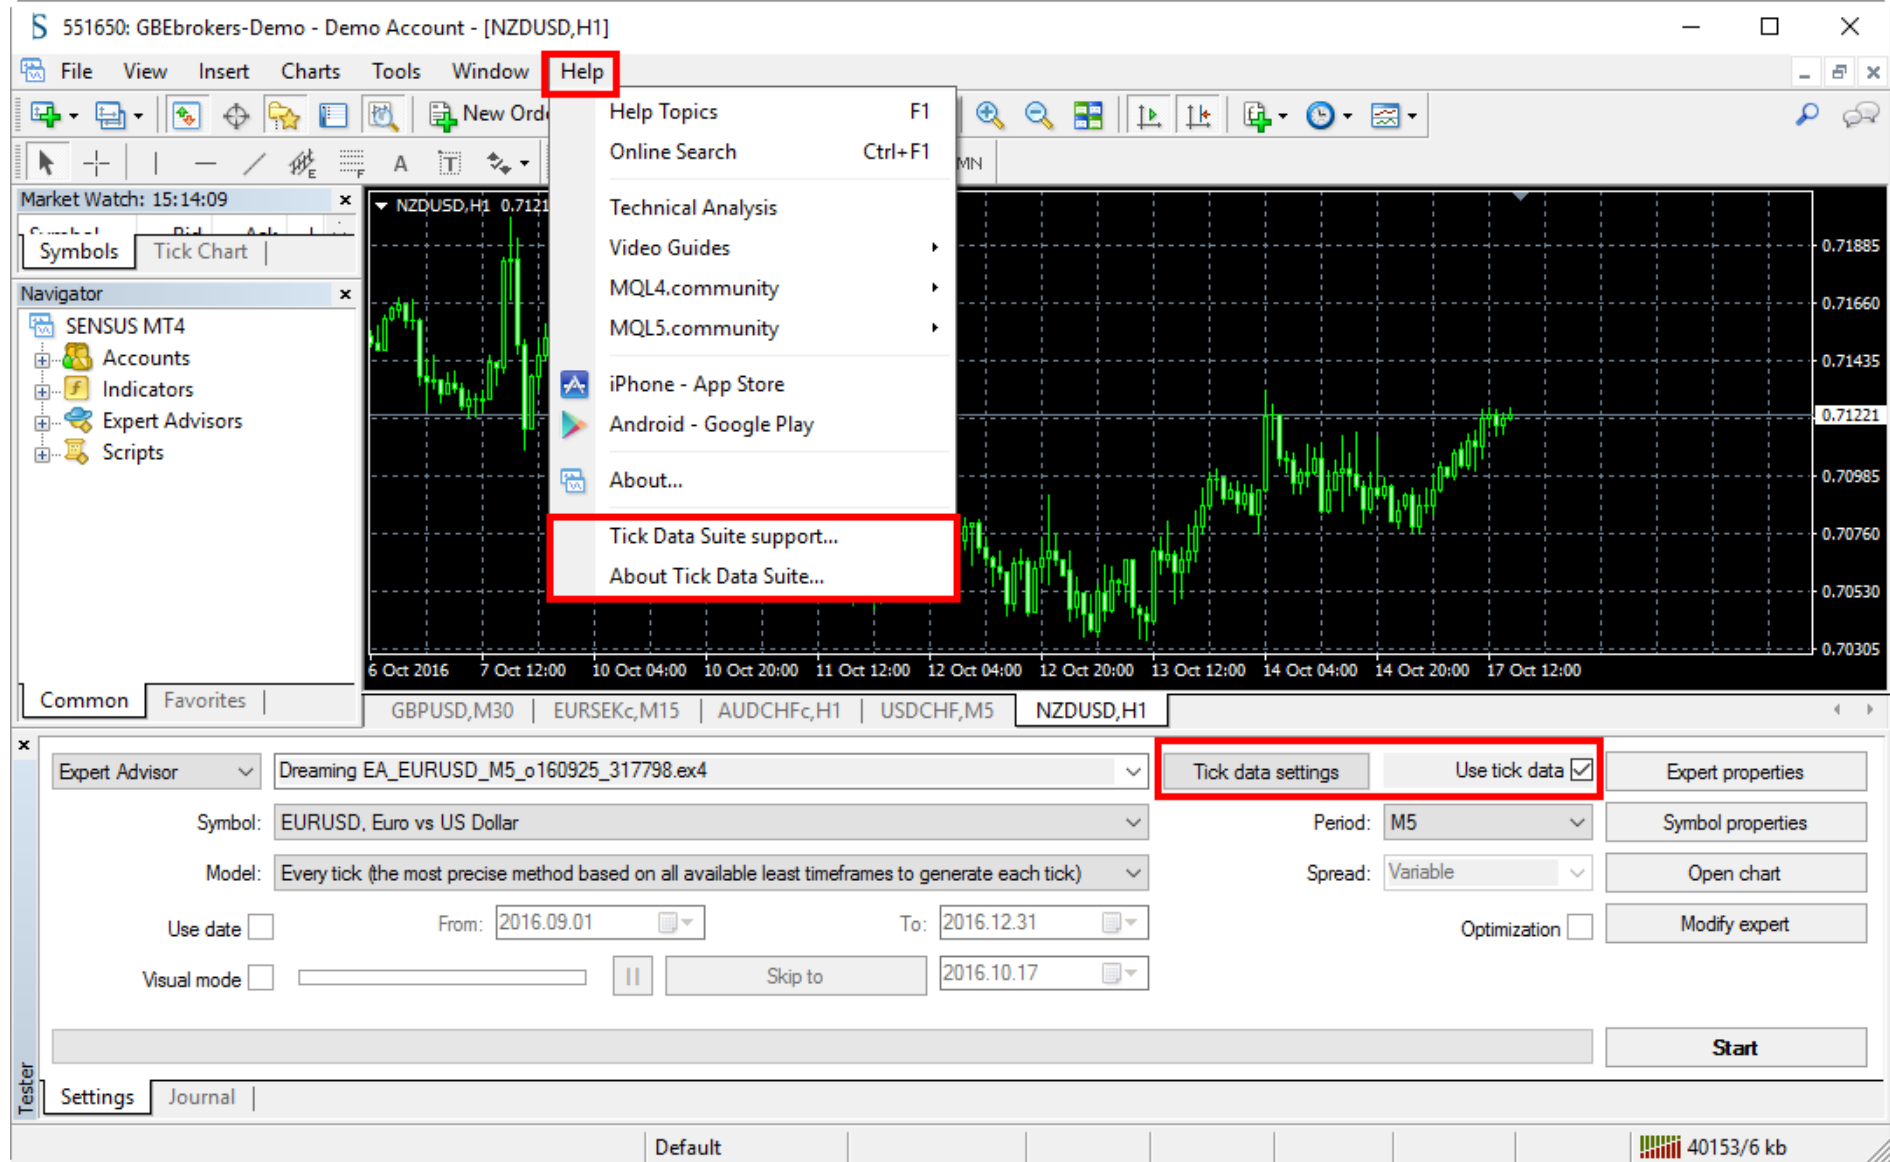 551650: GBEbrokers-Demo - Demo Account - [NZDUSD,H1]
File View Insert Charts Tools Window Help
New Orde
Help Topics F1
Online Search Ctrl+F1
Technical Analysis
Video Guides
MQL4.community
MQL5.community
iPhone - App Store
Android - Google Play
About...
Tick Data Suite support...
About Tick Data Suite...
A T MN
E F
Market Watch: 15:14:09
Symbols Tick Chart
Navigator
SENSUS MT4
Accounts
Indicators
Expert Advisors
Scripts
Common Favorites
NZDUSD,H1 0.7121
0.71885
0.71660
0.71435
0.71221
0.70985
0.70760
0.70530
0.70305
6 Oct 2016 7 Oct 12:00 10 Oct 04:00 10 Oct 20:00 11 Oct 12:00 12 Oct 04:00 12 Oct 20:00 13 Oct 12:00 14 Oct 04:00 14 Oct 20:00 17 Oct 12:00
GBPUSD,M30 EURSEKc,M15 AUDCHFc,H1 USDCHF,M5 NZDUSD,H1
Expert Advisor Dreaming EA_EURUSD_M5_o160925_317798.ex4 Tick data settings Use tick data Expert properties
Symbol: EURUSD, Euro vs US Dollar Period: M5 Symbol properties
Model: Every tick (the most precise method based on all available least timeframes to generate each tick) Spread: Variable Open chart
Use date From: 2016.09.01 To: 2016.12.31 Optimization Modify expert
Visual mode Skip to 2016.10.17
Start
Tester
Settings Journal
Default 40153/6 kb